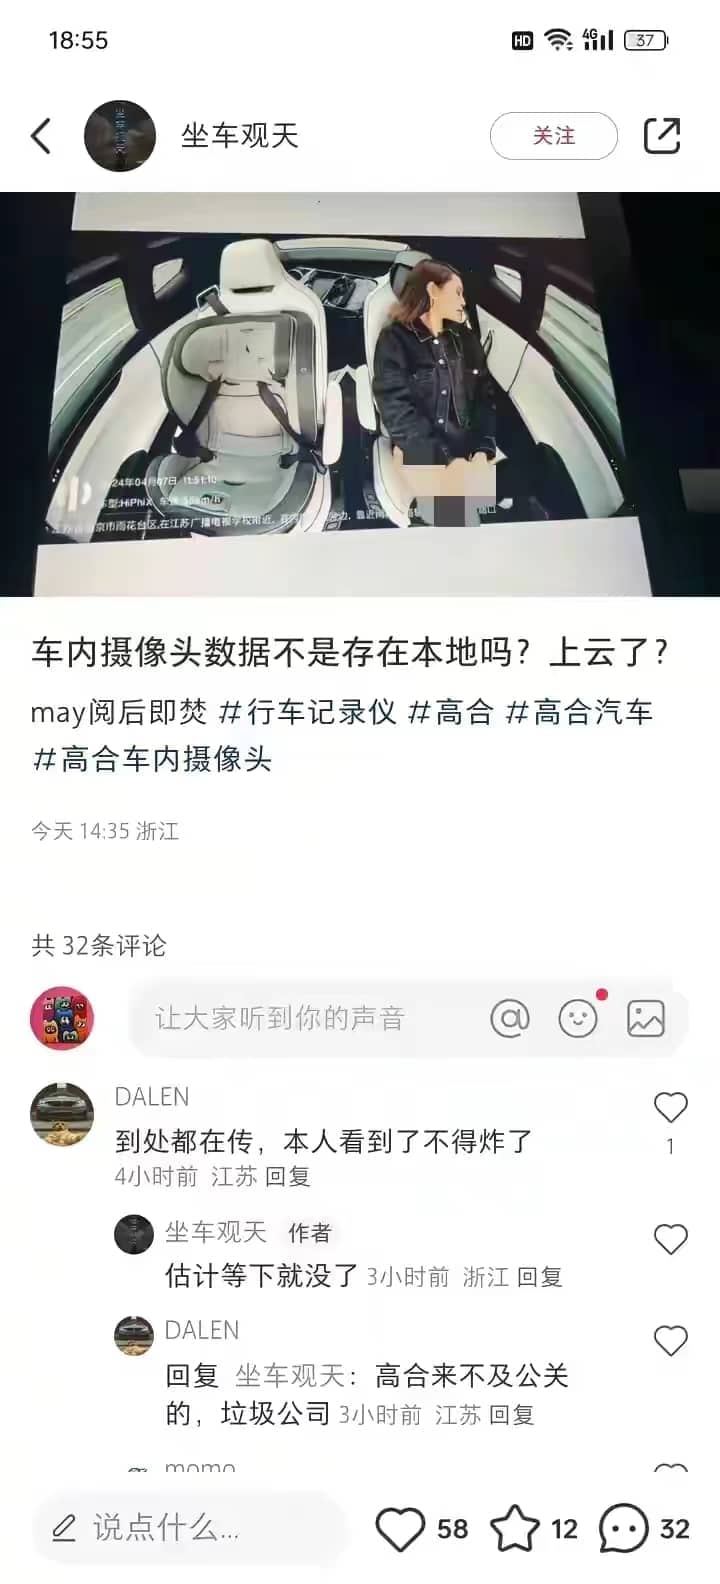 18:55
HD 4G 37
坐车观天
关注
24年04月07日 11:51:10
型:HiPhiX 车速
京市雨花台区,在江苏广播电视学校附近
车内摄像头数据不是存在本地吗？上云了？
may阅后即焚 #行车记录仪 #高合 #高合汽车
#高合车内摄像头
今天 14:35 浙江
共 32条评论
让大家听到你的声音
DALEN
到处都在传，本人看到了不得炸了
1
4小时前 江苏 回复
坐车观天 作者
估计等下就没了 3小时前 浙江 回复
DALEN
回复 坐车观天：高合来不及公关
的，垃圾公司 3小时前 江苏 回复
momo
说点什么...
58
12
32